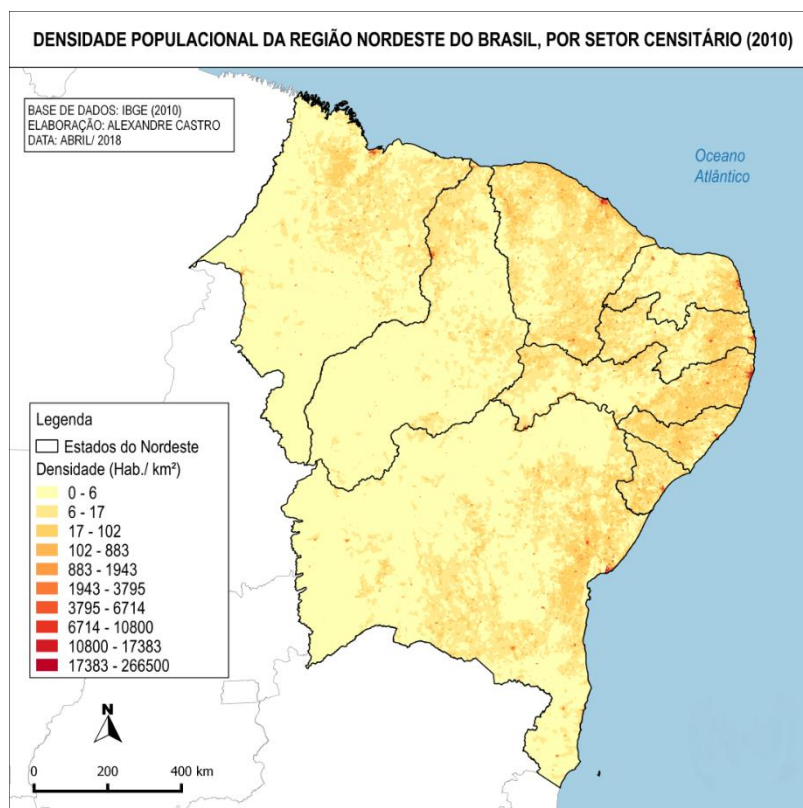 DENSIDADE POPULACIONAL DA REGIÃO NORDESTE DO BRASIL, POR SETOR CENSITÁRIO (2010)
BASE DE DADOS: IBGE (2010)
ELABORAÇÃO: ALEXANDRE CASTRO
DATA: ABRIL/ 2018
Oceano
Atlântico
Legenda
Estados do Nordeste
Densidade (Hab./ km²)
0 - 6
6 - 17
17 - 102
102 - 883
883 - 1943
1943 - 3795
3795 - 6714
6714 - 10800
10800 - 17383
17383 - 266500
N
0 200 400 km